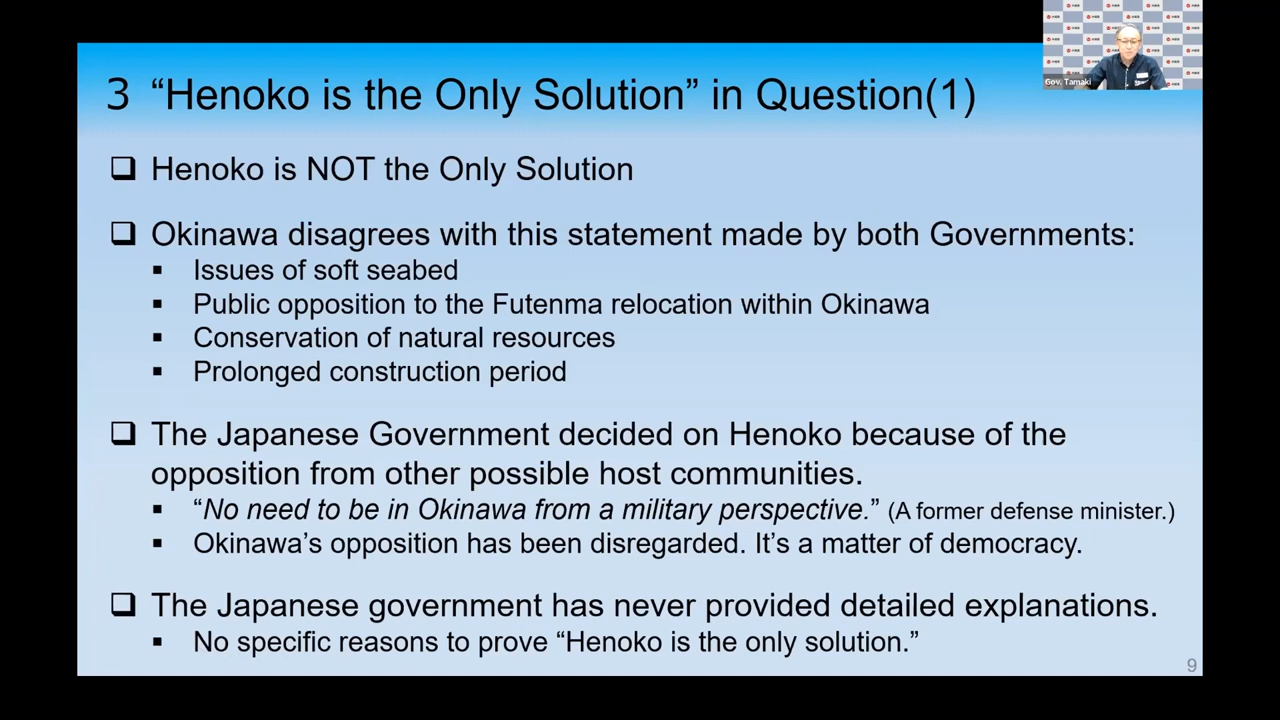 3 “Henoko is the Only Solution” in Question(1)
Gov. Tamaki
Henoko is NOT the Only Solution
Okinawa disagrees with this statement made by both Governments:
Issues of soft seabed
Public opposition to the Futenma relocation within Okinawa
Conservation of natural resources
Prolonged construction period
The Japanese Government decided on Henoko because of the
opposition from other possible host communities.
“No need to be in Okinawa from a military perspective.” (A former defense minister.)
Okinawa’s opposition has been disregarded. It’s a matter of democracy.
The Japanese government has never provided detailed explanations.
No specific reasons to prove “Henoko is the only solution.”
9